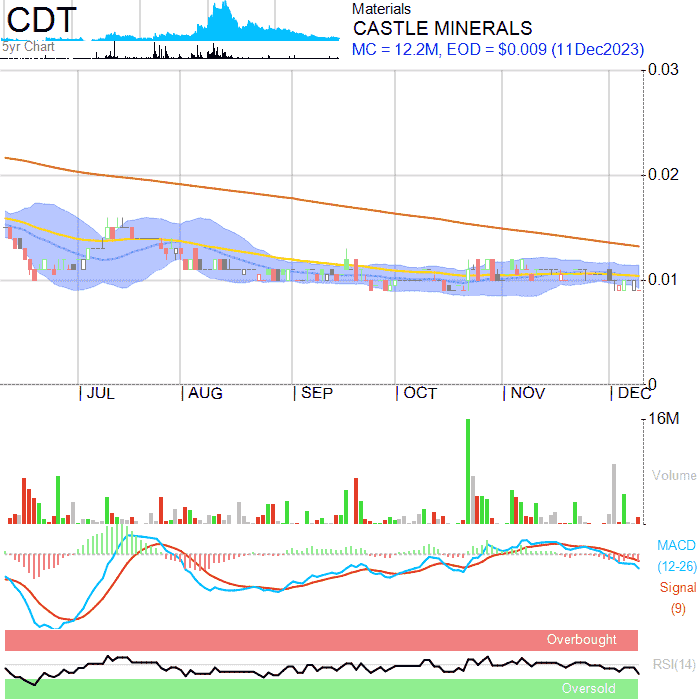 CDT
5yr Chart
Materials
CASTLE MINERALS
MC = 12.2M, EOD = $0.009 (11Dec2023)
0.03
0.02
0.01
0
JUL AUG SEP OCT NOV DEC
16M
Volume
MACD
(12-26)
Signal
(9)
Overbought
RSI(14)
Oversold